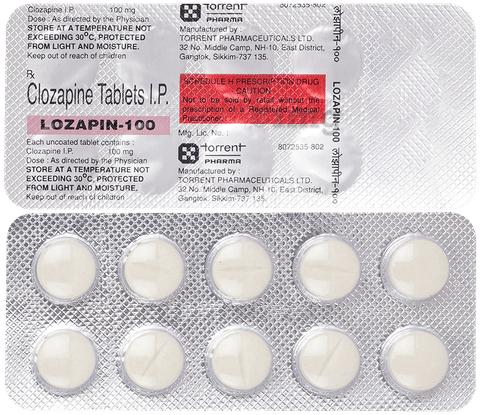 Clozapine I.P. 100 mg
Dose : As directed by the Physician
STORE AT A TEMPERATURE NOT
EXCEEDING 30°C, PROTECTED
FROM LIGHT AND MOISTURE.
Keep out of reach of children
Rx
Clozapine Tablets I.P.
LOZAPIN-100
Each uncoated tablet contains :
Clozapine I.P. 100 mg
Dose : As directed by the Physician
STORE AT A TEMPERATURE NOT
EXCEEDING 30°C, PROTECTED
FROM LIGHT AND MOISTURE.
Keep out of reach of children
torrent 8072535-802
PHARMA
Manufactured by :
TORRENT PHARMACEUTICALS LTD.
32 No. Middle Camp, NH-10, East District,
Gangtok, Sikkim-737 135.
SCHEDULE H PRESCRIPTION DRUG
CAUTION
Not to be sold by retail without the
prescription of a Registered Medical
Practitioner.
Mfg. Lic. No. :
torrent 8072535-802
PHARMA
Manufactured by :
TORRENT PHARMACEUTICALS LTD.
32 No. Middle Camp, NH-10, East District,
Gangtok, Sikkim-737 135.
LOZAPIN-100